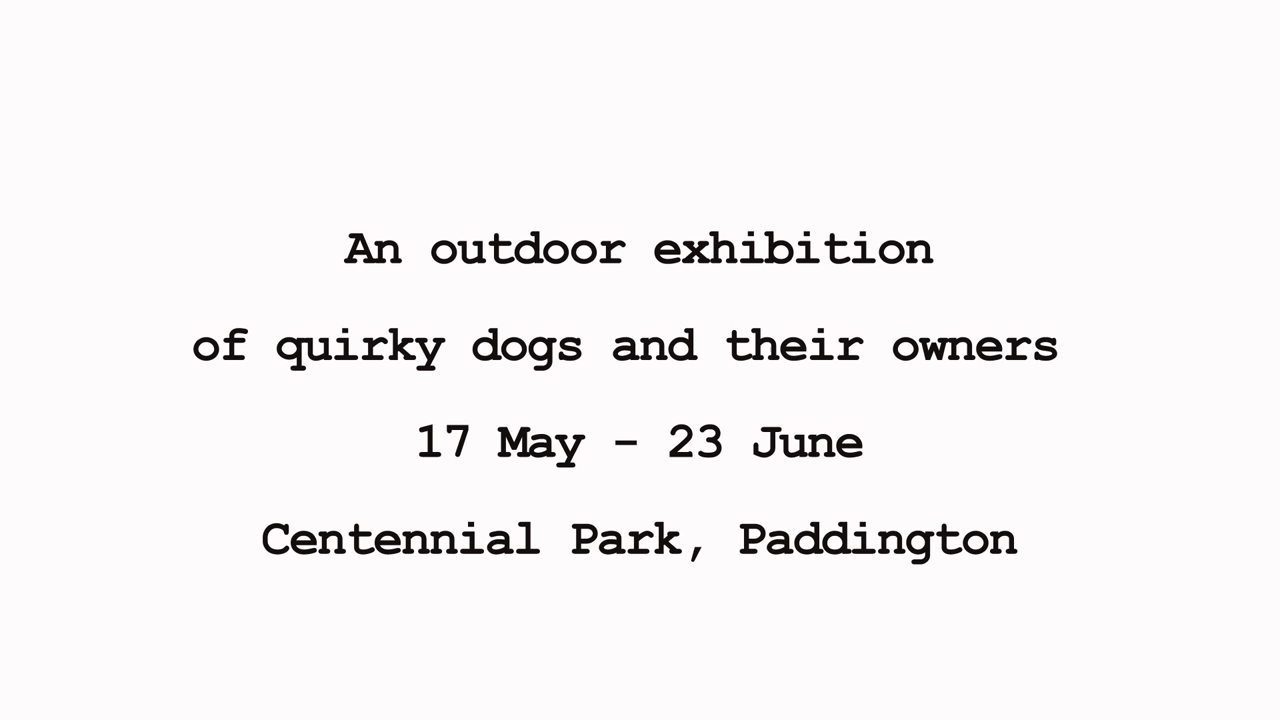 An outdoor exhibition
of quirky dogs and their owners
17 May - 23 June
Centennial Park, Paddington